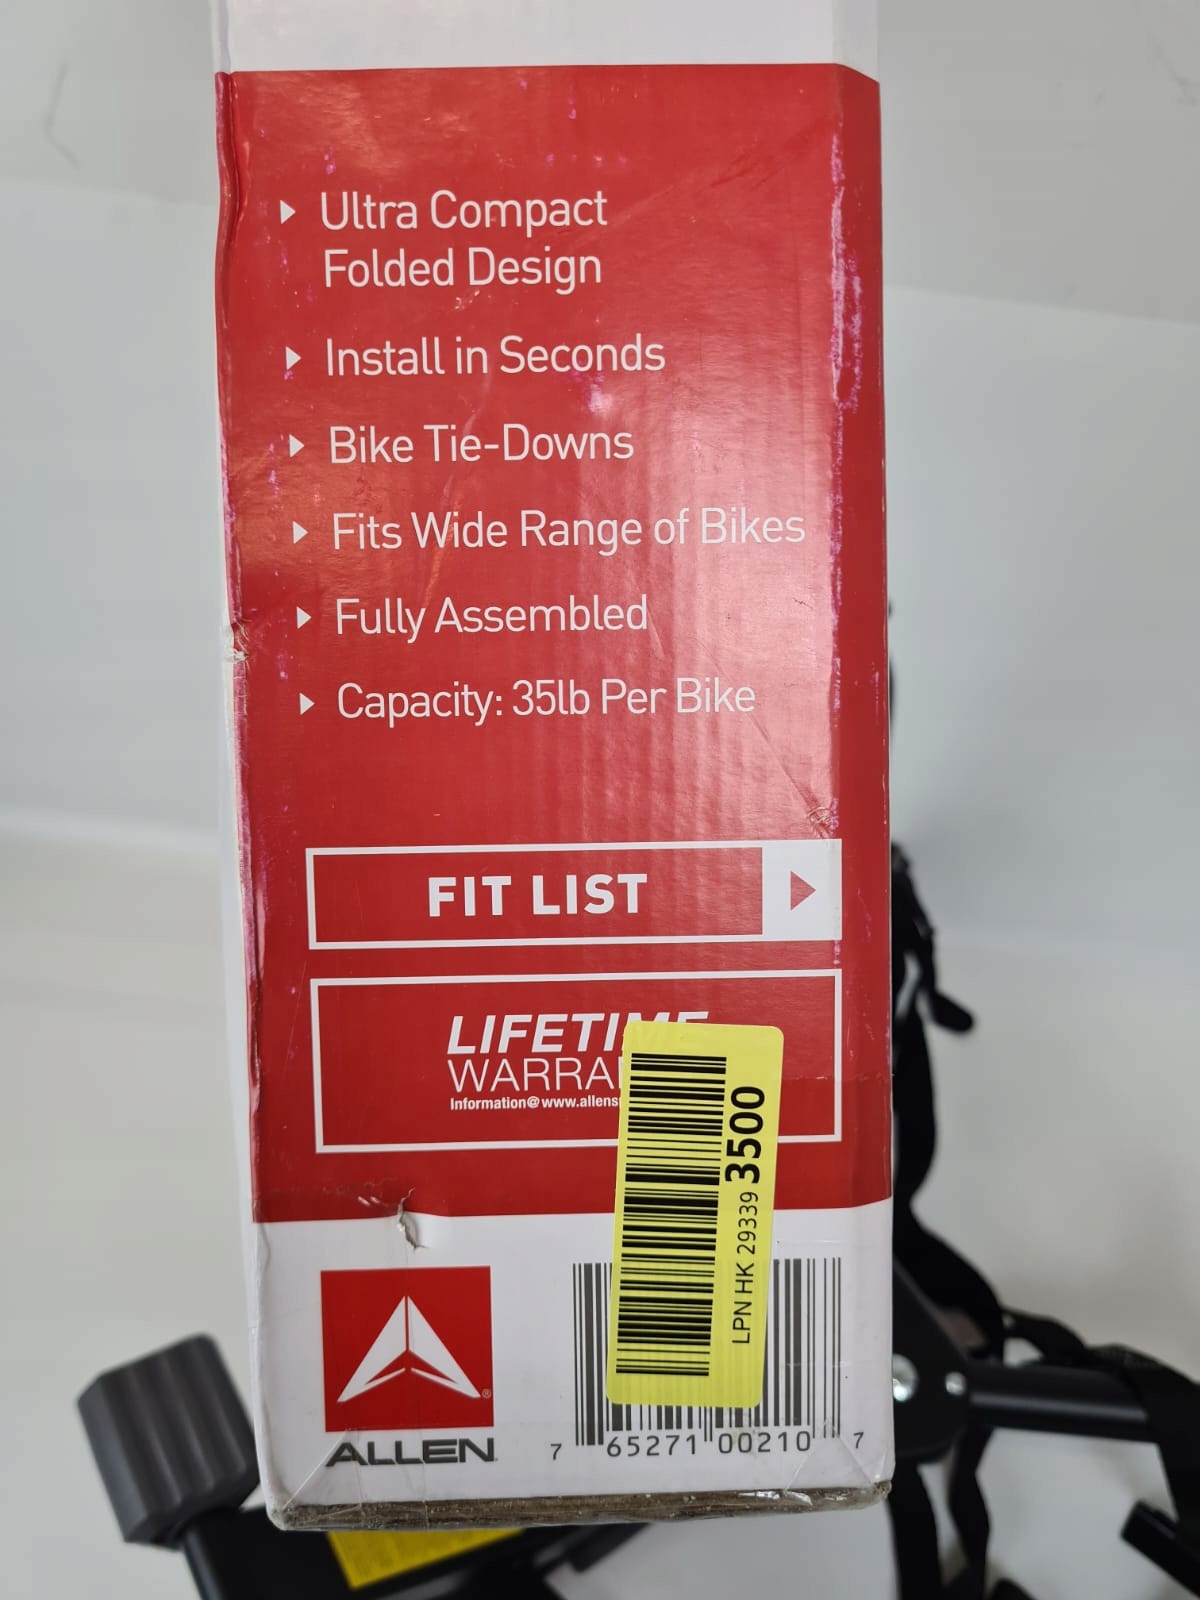 Ultra Compact
Folded Design
Install in Seconds
Bike Tie-Downs
Fits Wide Range of Bikes
Fully Assembled
Capacity: 35lb Per Bike
FIT LIST
LIFETIME
WARRA
Information@www.allens
LPN HK 29339 3500
ALLEN
7 65271 00210 7